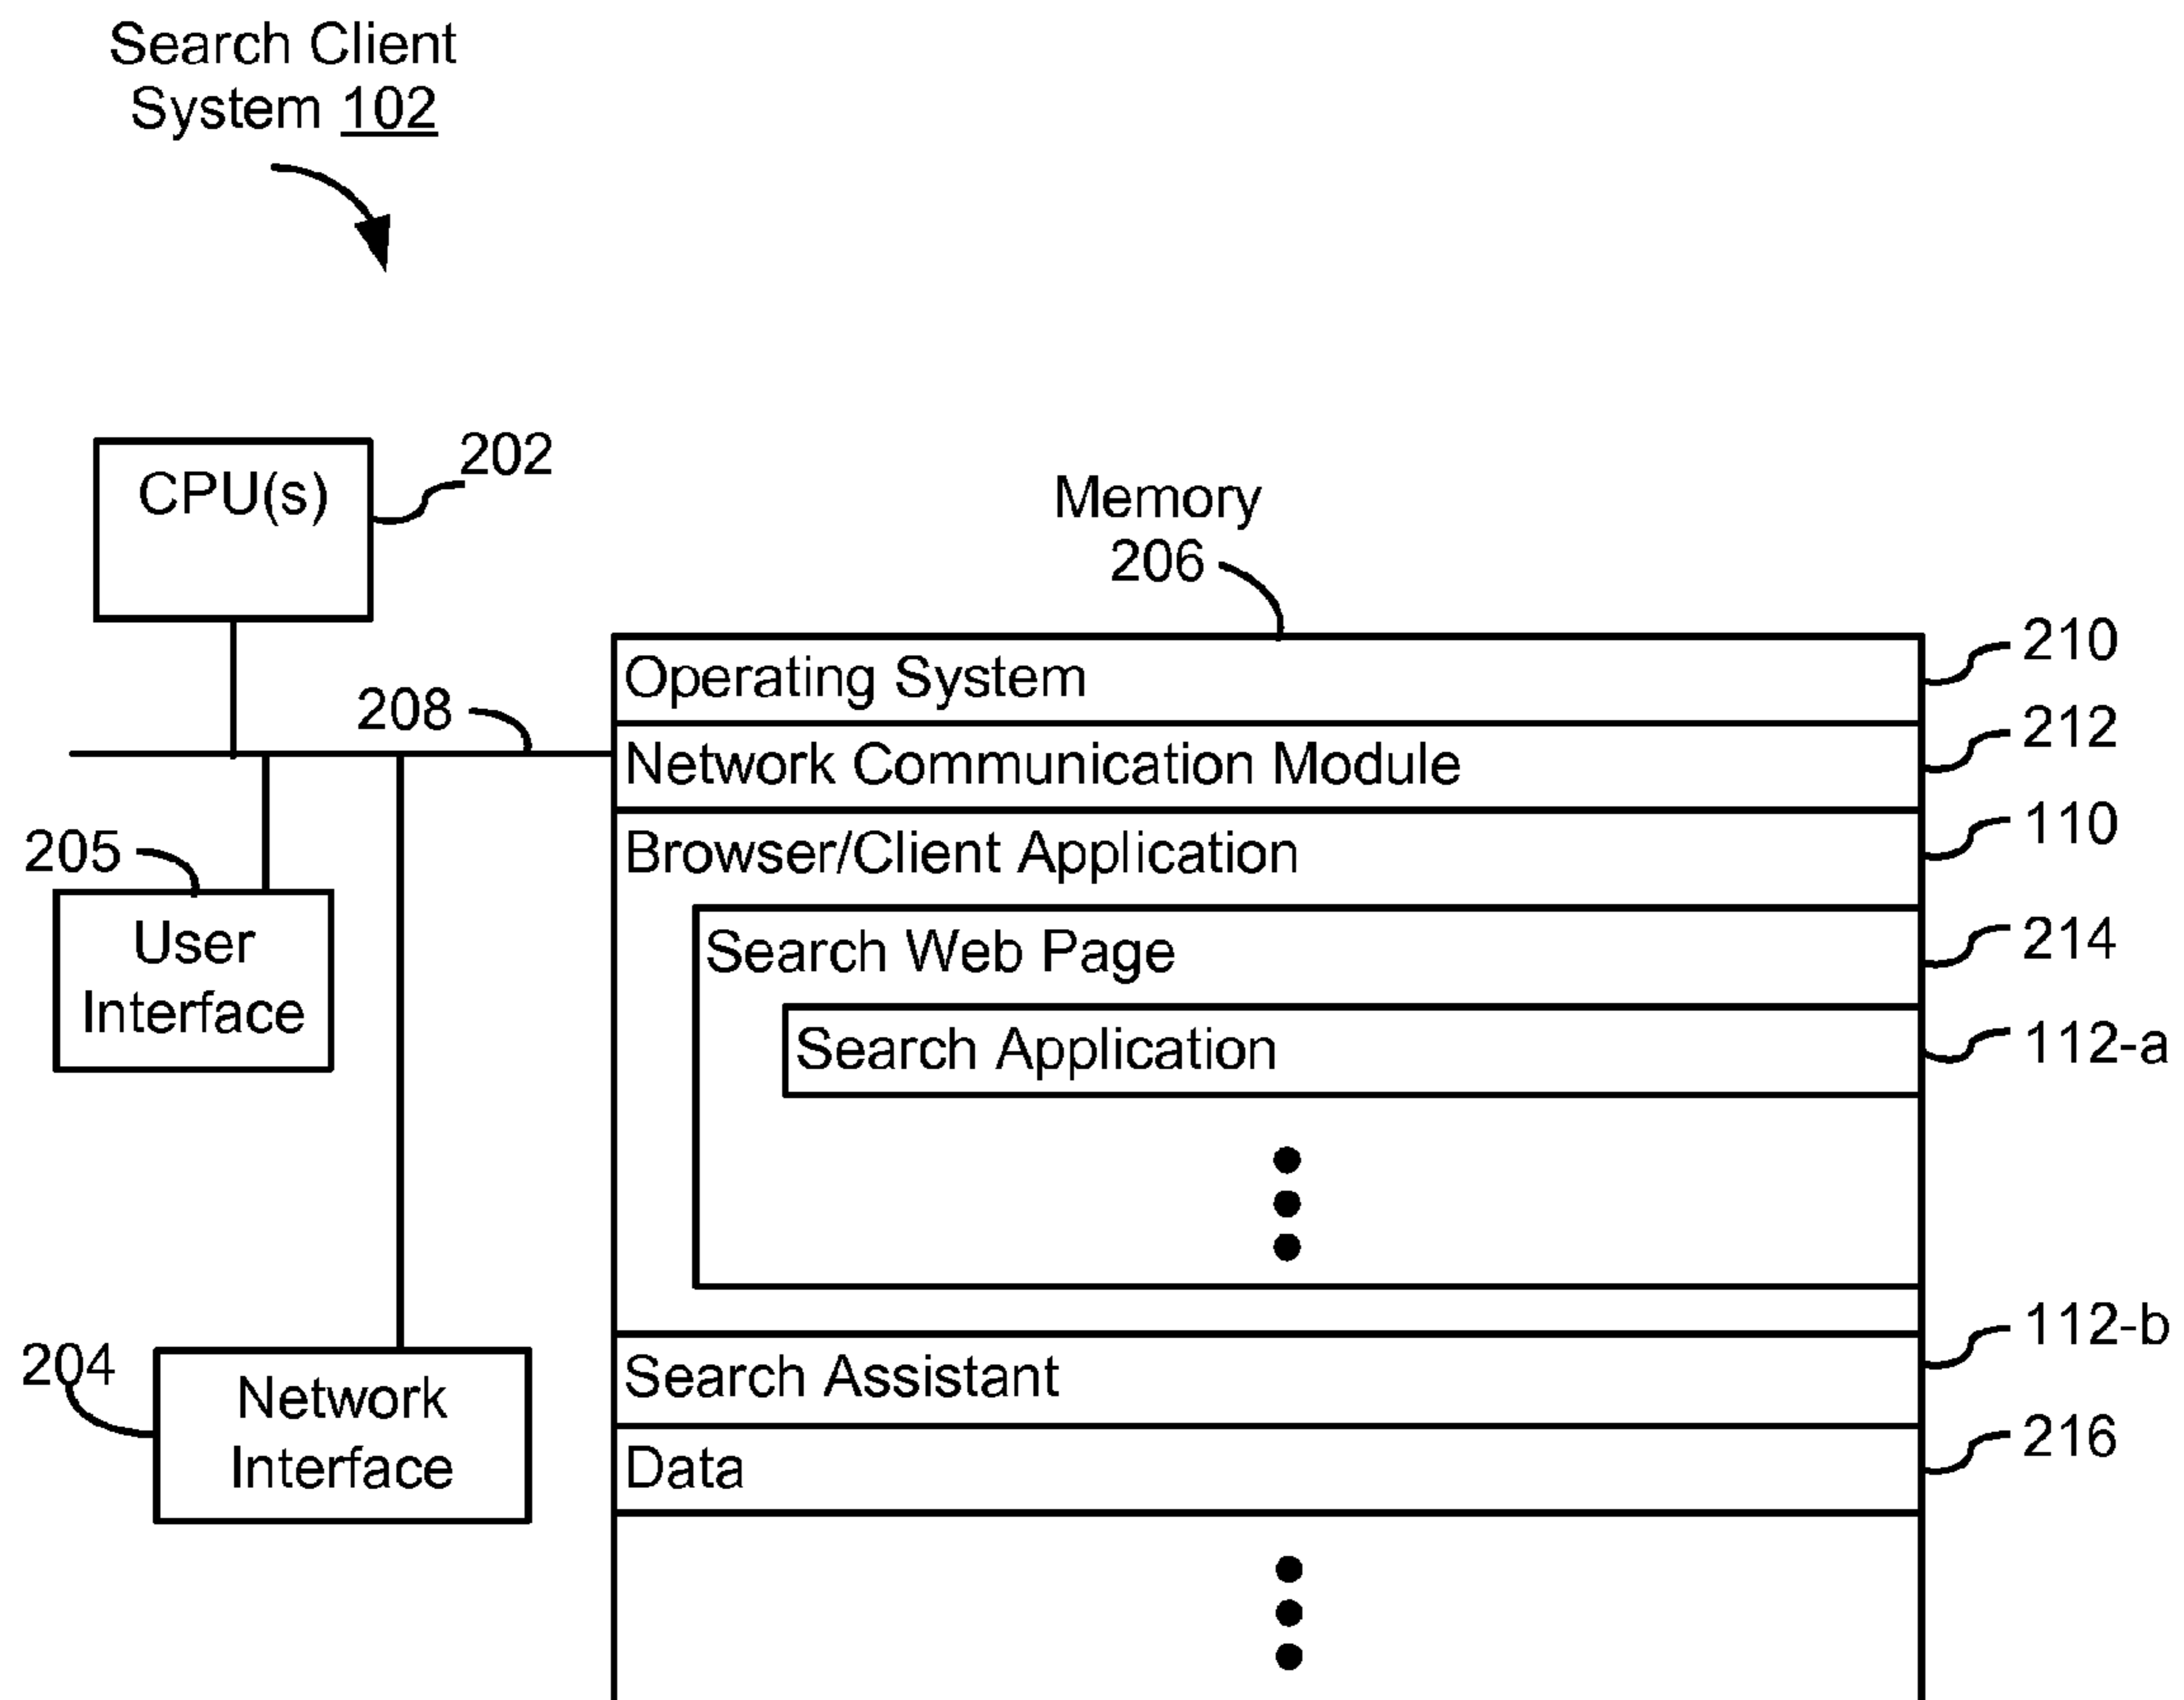 Search Client
System 102
CPU(s)
202
Memory
206
208
Operating System
210
Network Communication Module
212
Browser/Client Application
110
205
User
Interface
Search Web Page
214
Search Application
112-a
204
Network
Interface
Search Assistant
112-b
Data
216